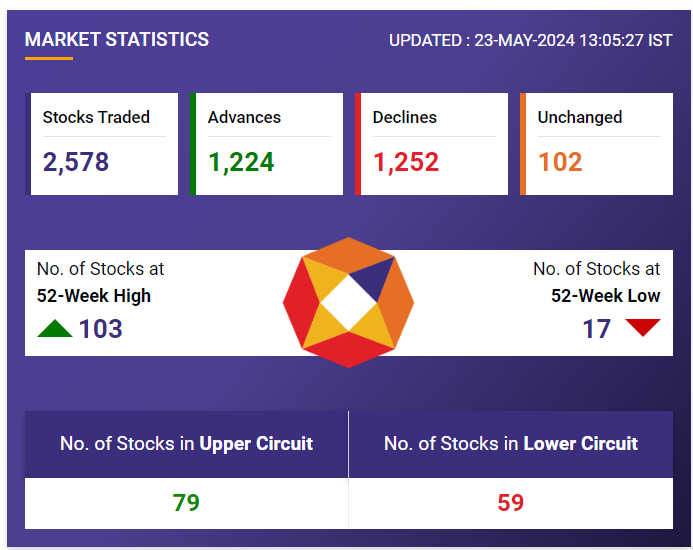 MARKET STATISTICS
UPDATED : 23-MAY-2024 13:05:27 IST
Stocks Traded
2,578
Advances
1,224
Declines
1,252
Unchanged
102
No. of Stocks at
52-Week High
103
No. of Stocks at
52-Week Low
17
No. of Stocks in Upper Circuit
79
No. of Stocks in Lower Circuit
59